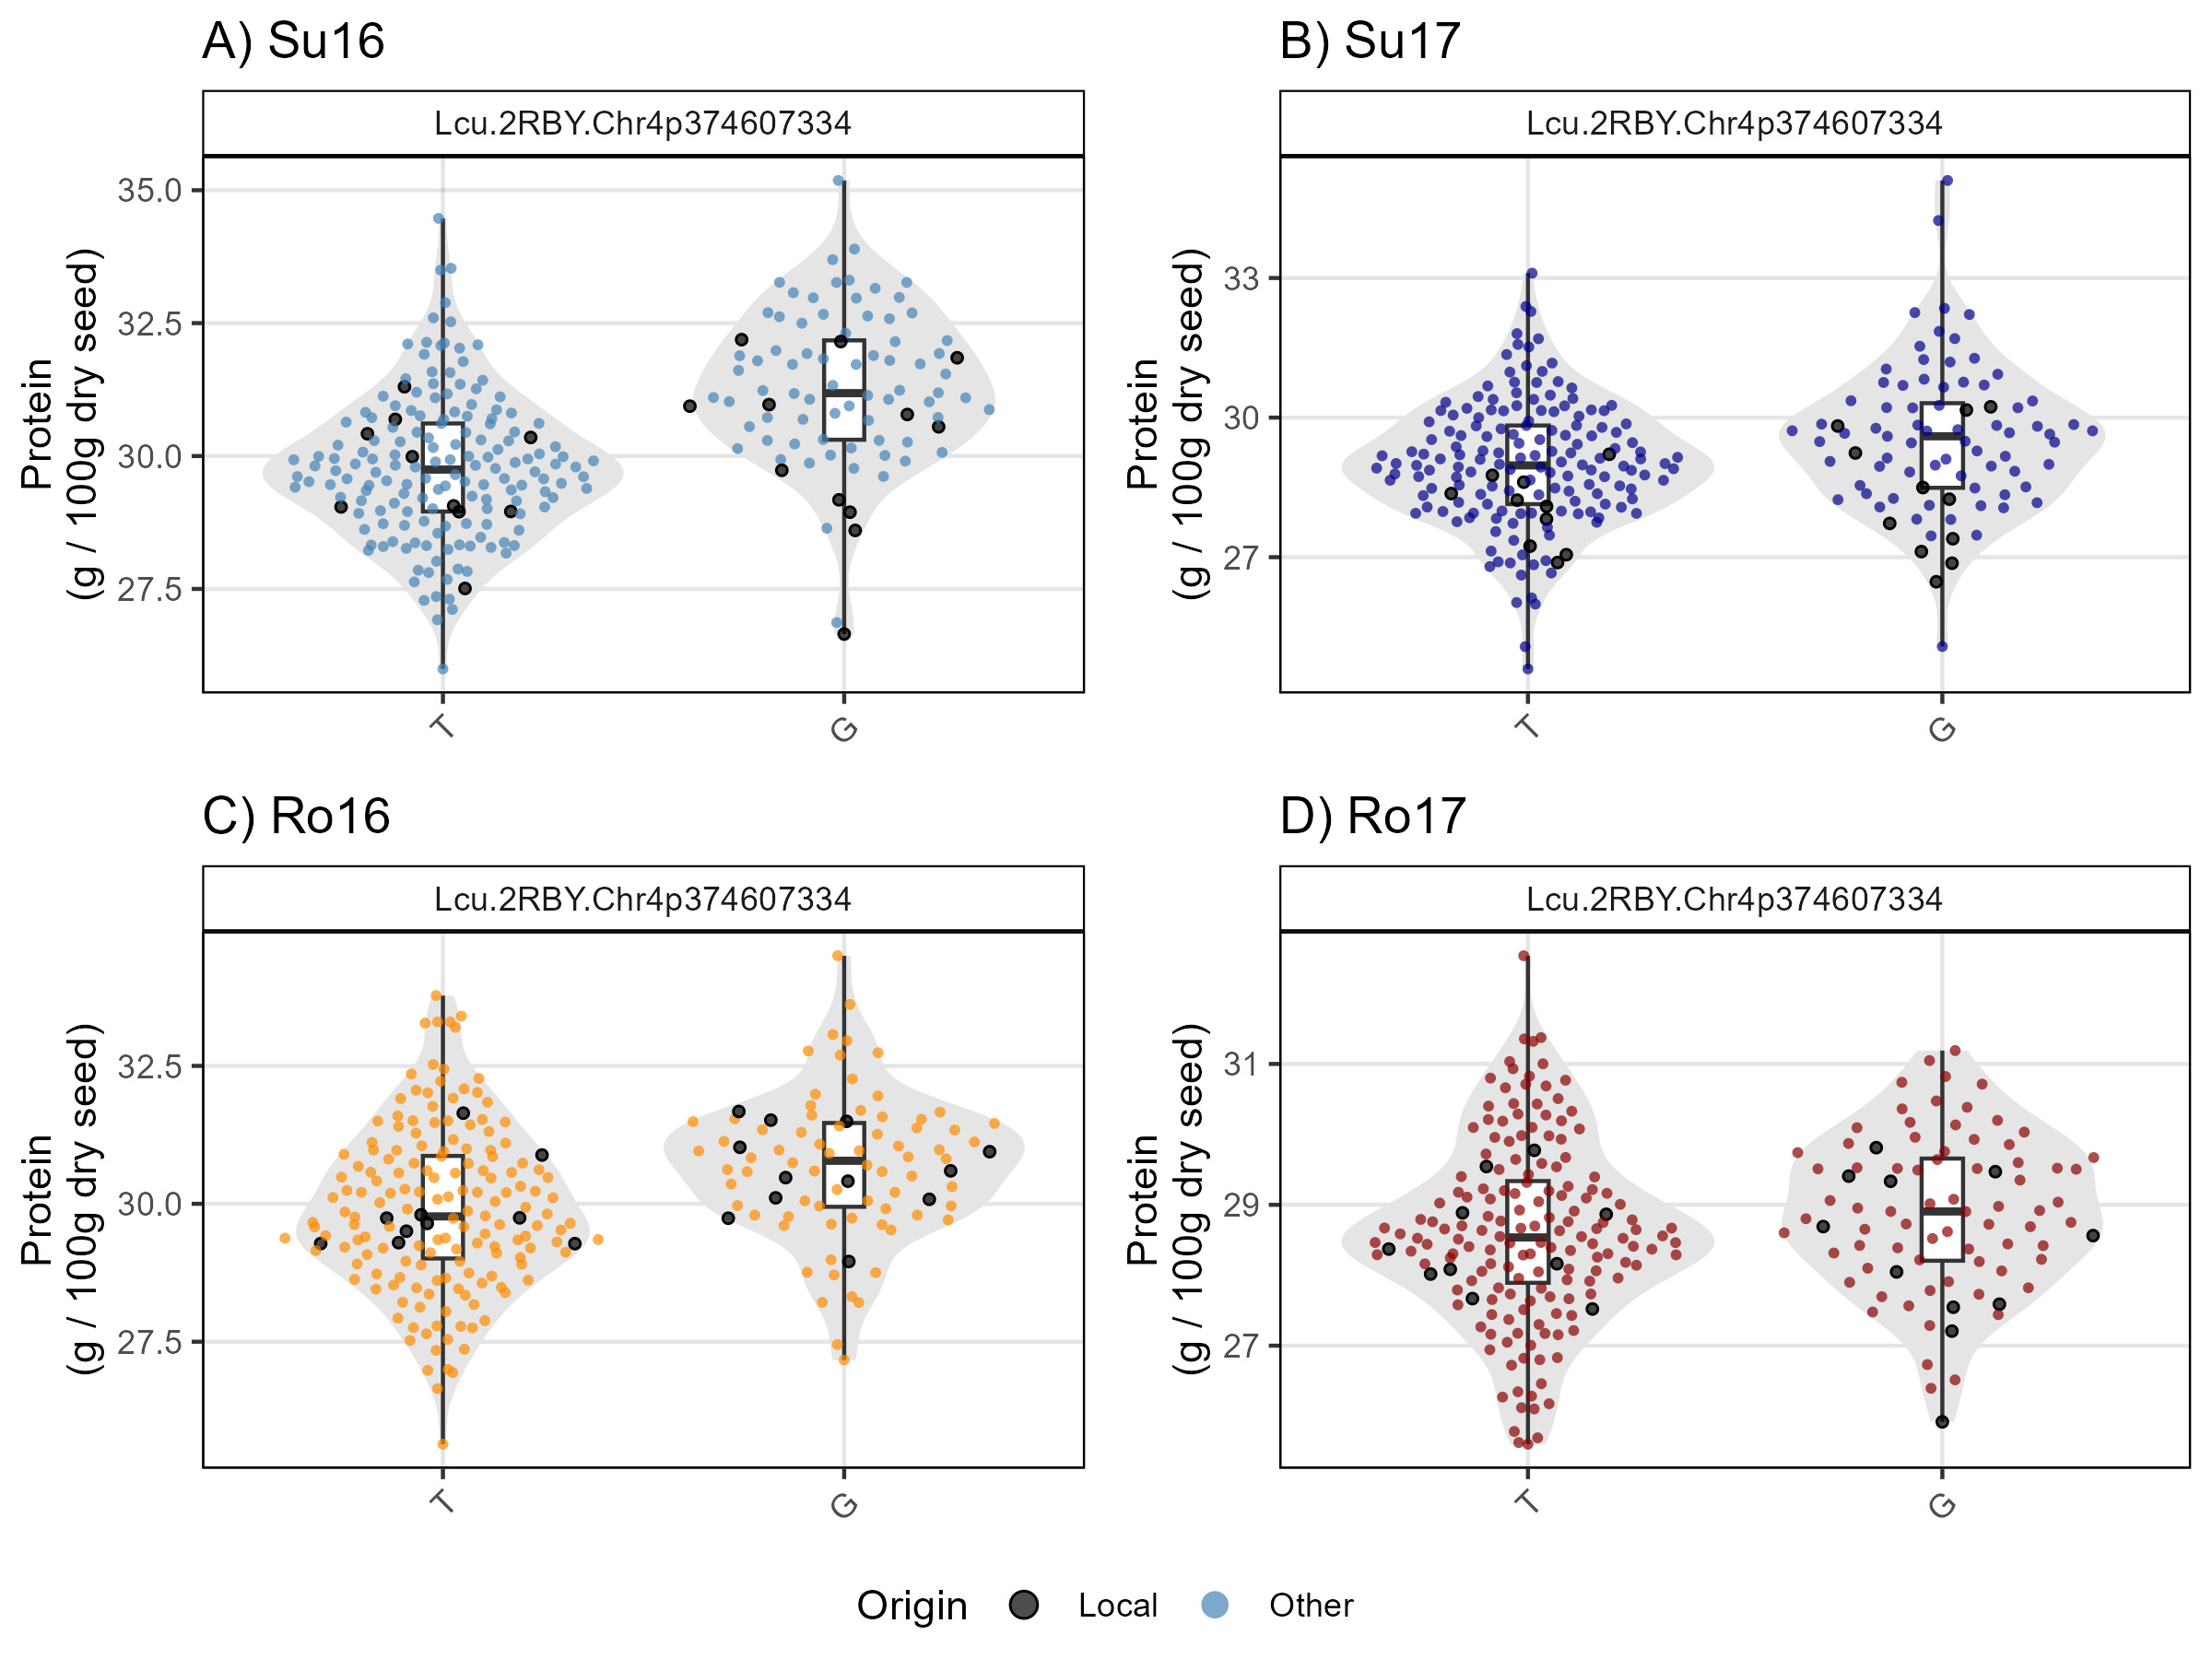 A) Su16
Lcu.2RBY.Chr4p374607334
Protein
(g / 100g dry seed)
35.0
32.5
30.0
27.5
T
G
B) Su17
Lcu.2RBY.Chr4p374607334
Protein
(g / 100g dry seed)
33
30
27
T
G
C) Ro16
Lcu.2RBY.Chr4p374607334
Protein
(g / 100g dry seed)
32.5
30.0
27.5
T
G
D) Ro17
Lcu.2RBY.Chr4p374607334
Protein
(g / 100g dry seed)
31
29
27
T
G
Origin Local Other